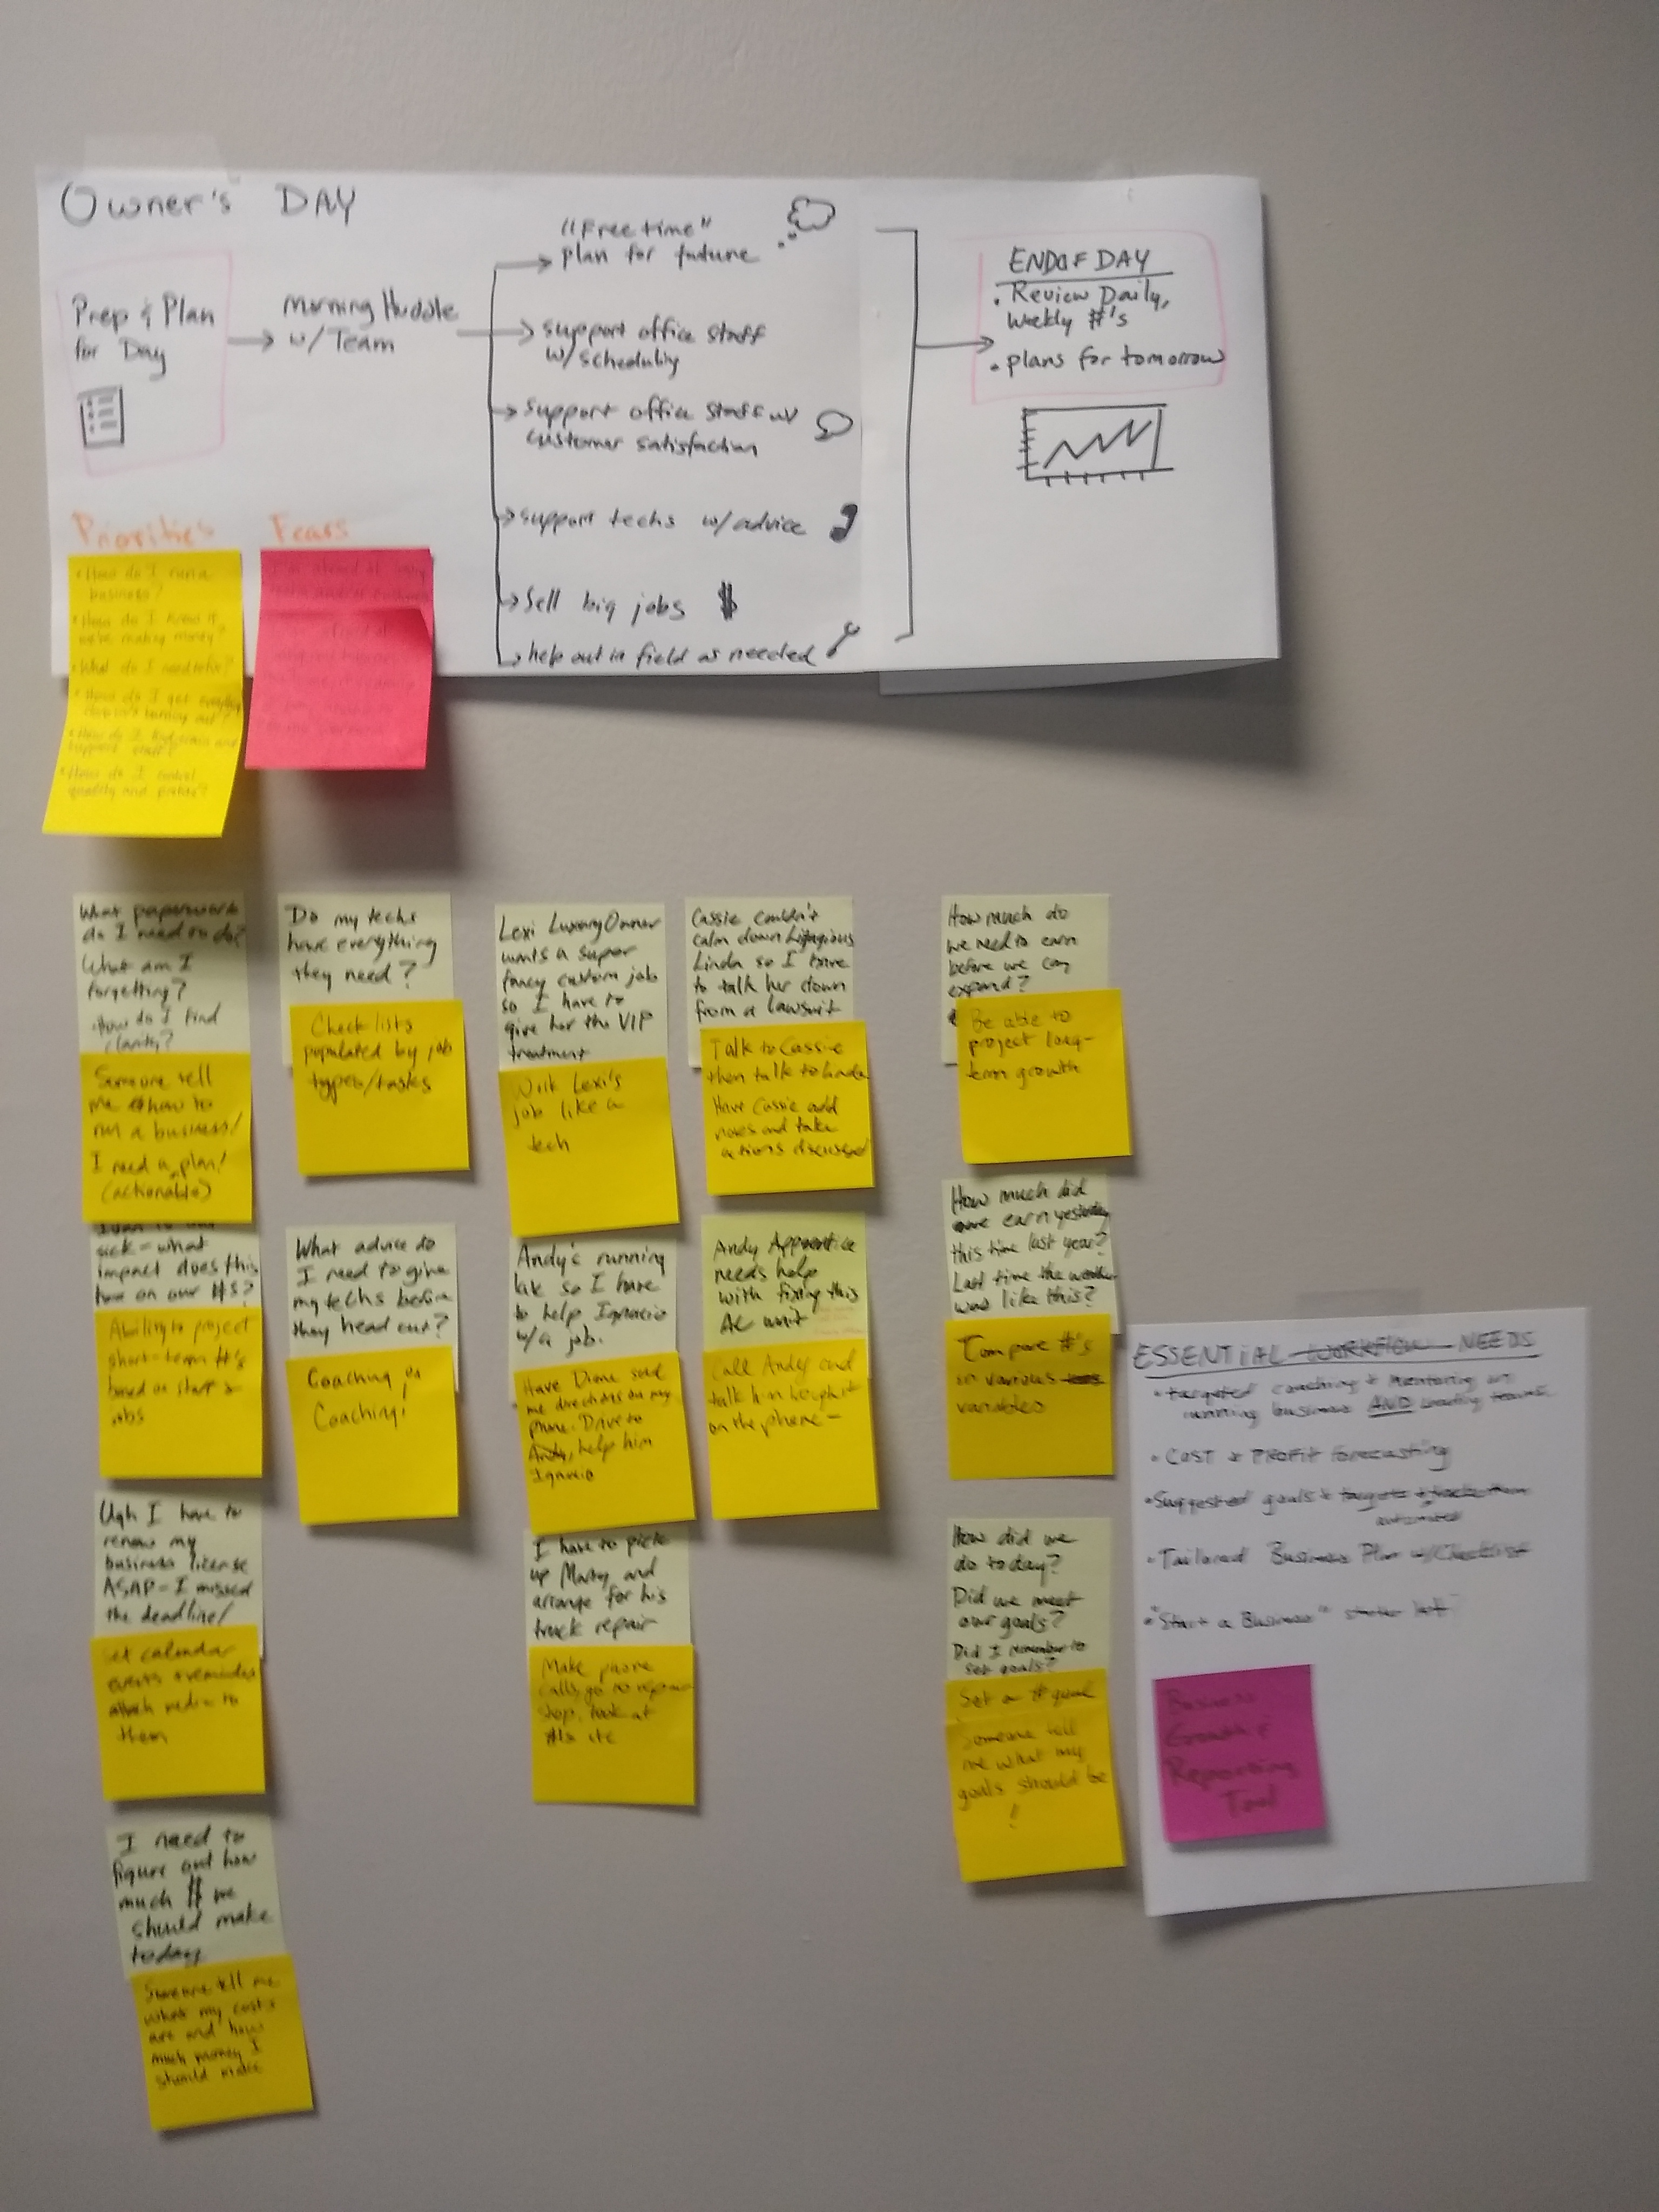 Owner's DAY
Prep & Plan
for Day
Morning Huddle
w/Team
"Free time"
plan for future
support office staff
w/scheduling
support office staff w/
customer satisfaction
support techs w/advice
Sell big jobs $
help out in field as needed
END OF DAY
• Review Daily,
Weekly #'s
• plans for tomorrow
Priorities
• How do I run a
business?
• How do I know if
we're making money?
• What do I need to fix?
• How do I get everything
• How do I
support staff?
• How do I control
quality and
Fears
What paperwork
do I need to do?
What am I
forgetting?
How do I find
clarity?
Someone tell
me how to
run a business!
I need a plan!
(actionable)
sick = what
impact does this
have on our #s?
Ability to project
short-term #'s
based on staff &
jobs
Ugh I have to
renew my
business license
ASAP - I missed
the deadline!
Set calendar
events & reminders
attach to
them
I need to
figure out how
much $ we
should make
today
Someone tell me
what my costs
are and how
much money I
should make
Do my techs
have everything
they need?
Check lists
populated by job
types/tasks
What advice do
I need to give
my techs before
they head out?
Coaching on
Coaching!
Lexi Luxury Owner
wants a super
fancy custom job
so I have to
give her the VIP
treatment
Work Lexi's
job like a
tech
Andy's running
late so I have
to help Ignacio
w/a job.
Have Diane send
me directions on my
phone. Drive to
Andy, help him
Ignacio
I have to pick
up Marty and
arrange for his
truck repair
Make phone
calls, go to repair
shop, look at
#s etc
Cassie couldn't
calm down Litigious
Linda so I have
to talk her down
from a lawsuit
Talk to Cassie
then talk to Linda
Have Cassie add
notes and take
actions discussed
Andy Apprentice
needs help
with fixing this
AC unit
Call Andy and
talk him through it
on the phone -
How much do
we need to earn
before we can
expand?
Be able to
project long-
term growth
How much did
we earn yesterday
this time last year?
Last time the weather
was like this?
Compare #'s
on various
variables
How did we
do today?
Did we meet
our goals?
Did I remember to
set goals?
Set a # goal
Someone tell
me what my
goals should be
!
ESSENTIAL WORKFLOW NEEDS
• targeted coaching & mentoring on
running business AND leading teams
• COST & PROFIT forecasting
• Suggested goals & targets & track them
automated
• Tailored Business Plan w/Checklist
• "Start a Business" starter kit
Business
Growth &
Reporting
Tool